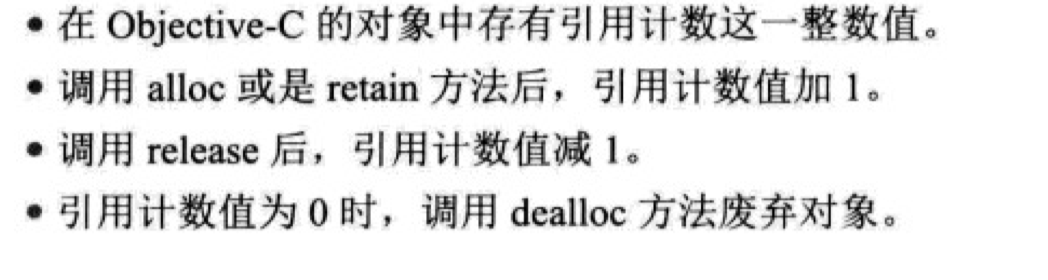 • 在 Objective-C 的对象中存有引用计数这一整数值。
• 调用 alloc 或是 retain 方法后，引用计数值加 1。
• 调用 release 后，引用计数值减 1。
• 引用计数值为 0 时，调用 dealloc 方法废弃对象。